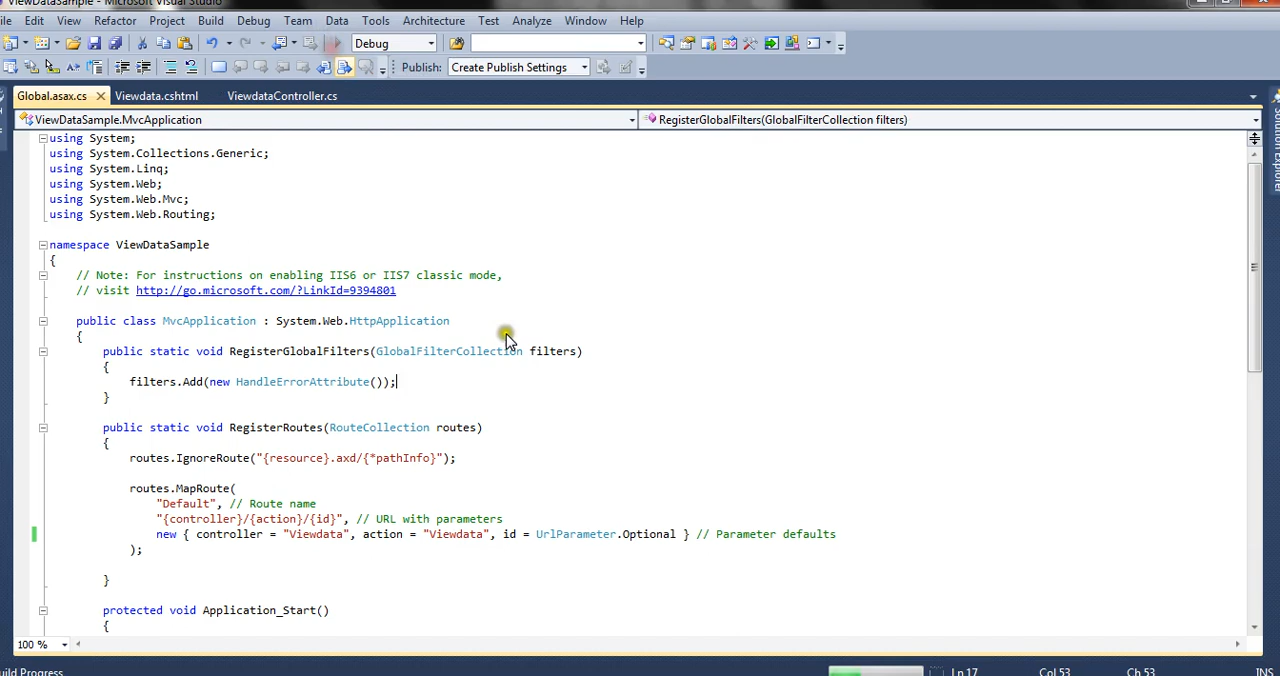 ViewDataSample - Microsoft Visual Studio
ile Edit View Refactor Project Build Debug Team Data Tools Architecture Test Analyze Window Help
Debug
Publish: Create Publish Settings
Global.asax.cs Viewdata.cshtml ViewdataController.cs
ViewDataSample.MvcApplication RegisterGlobalFilters(GlobalFilterCollection filters)
Solution Explorer
using System;
using System.Collections.Generic;
using System.Linq;
using System.Web;
using System.Web.Mvc;
using System.Web.Routing;
namespace ViewDataSample
{
// Note: For instructions on enabling IIS6 or IIS7 classic mode,
// visit http://go.microsoft.com/?LinkId=9394801
public class MvcApplication : System.Web.HttpApplication
{
public static void RegisterGlobalFilters(GlobalFilterCollection filters)
{
filters.Add(new HandleErrorAttribute());
}
public static void RegisterRoutes(RouteCollection routes)
{
routes.IgnoreRoute("{resource}.axd/{*pathInfo}");
routes.MapRoute(
"Default", // Route name
"{controller}/{action}/{id}", // URL with parameters
new { controller = "Viewdata", action = "Viewdata", id = UrlParameter.Optional } // Parameter defaults
);
}
protected void Application_Start()
{
100 %
uild Progress Ln 17 Col 53 Ch 53 INS